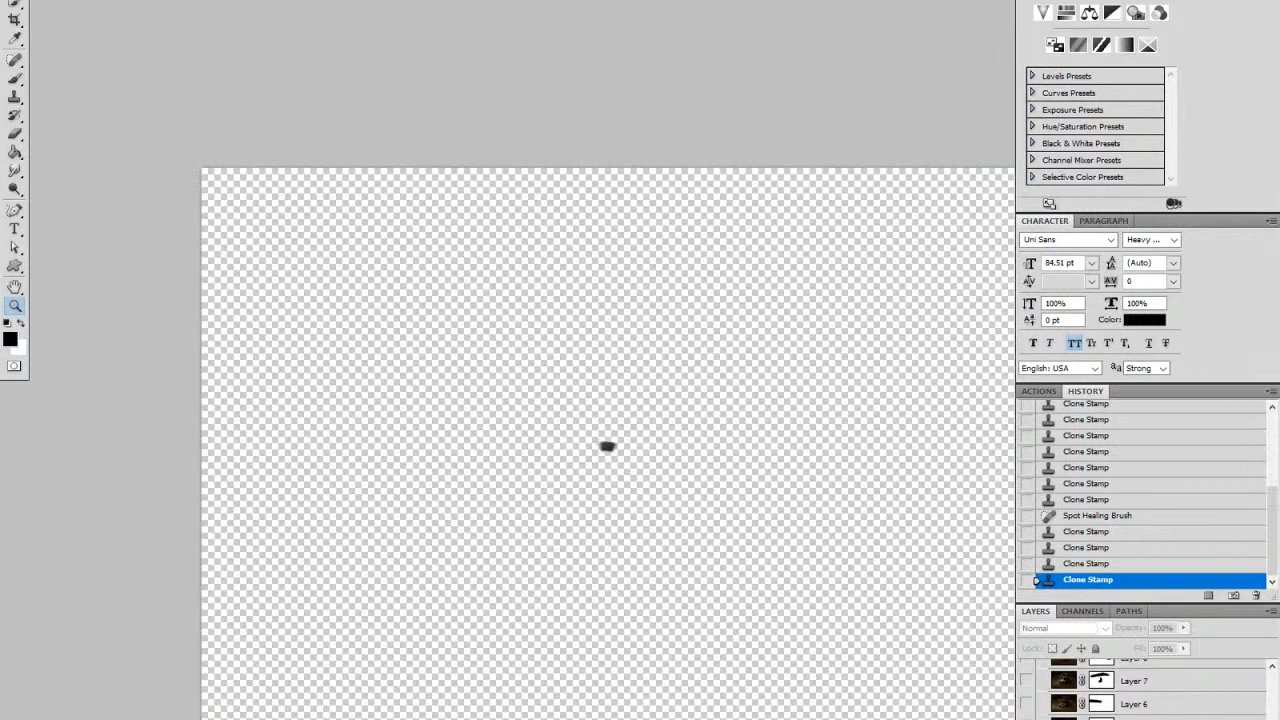 Levels Presets
Curves Presets
Exposure Presets
Hue/Saturation Presets
Black & White Presets
Channel Mixer Presets
Selective Color Presets
CHARACTER PARAGRAPH
Uni Sans Heavy ...
84.51 pt (Auto)
0
100% 100%
0 pt Color:
English: USA Strong
ACTIONS HISTORY
Clone Stamp
Clone Stamp
Clone Stamp
Clone Stamp
Clone Stamp
Clone Stamp
Clone Stamp
Spot Healing Brush
Clone Stamp
Clone Stamp
Clone Stamp
Clone Stamp
LAYERS CHANNELS PATHS
Normal Opacity: 100%
Lock: Fill: 100%
Layer 7
Layer 6